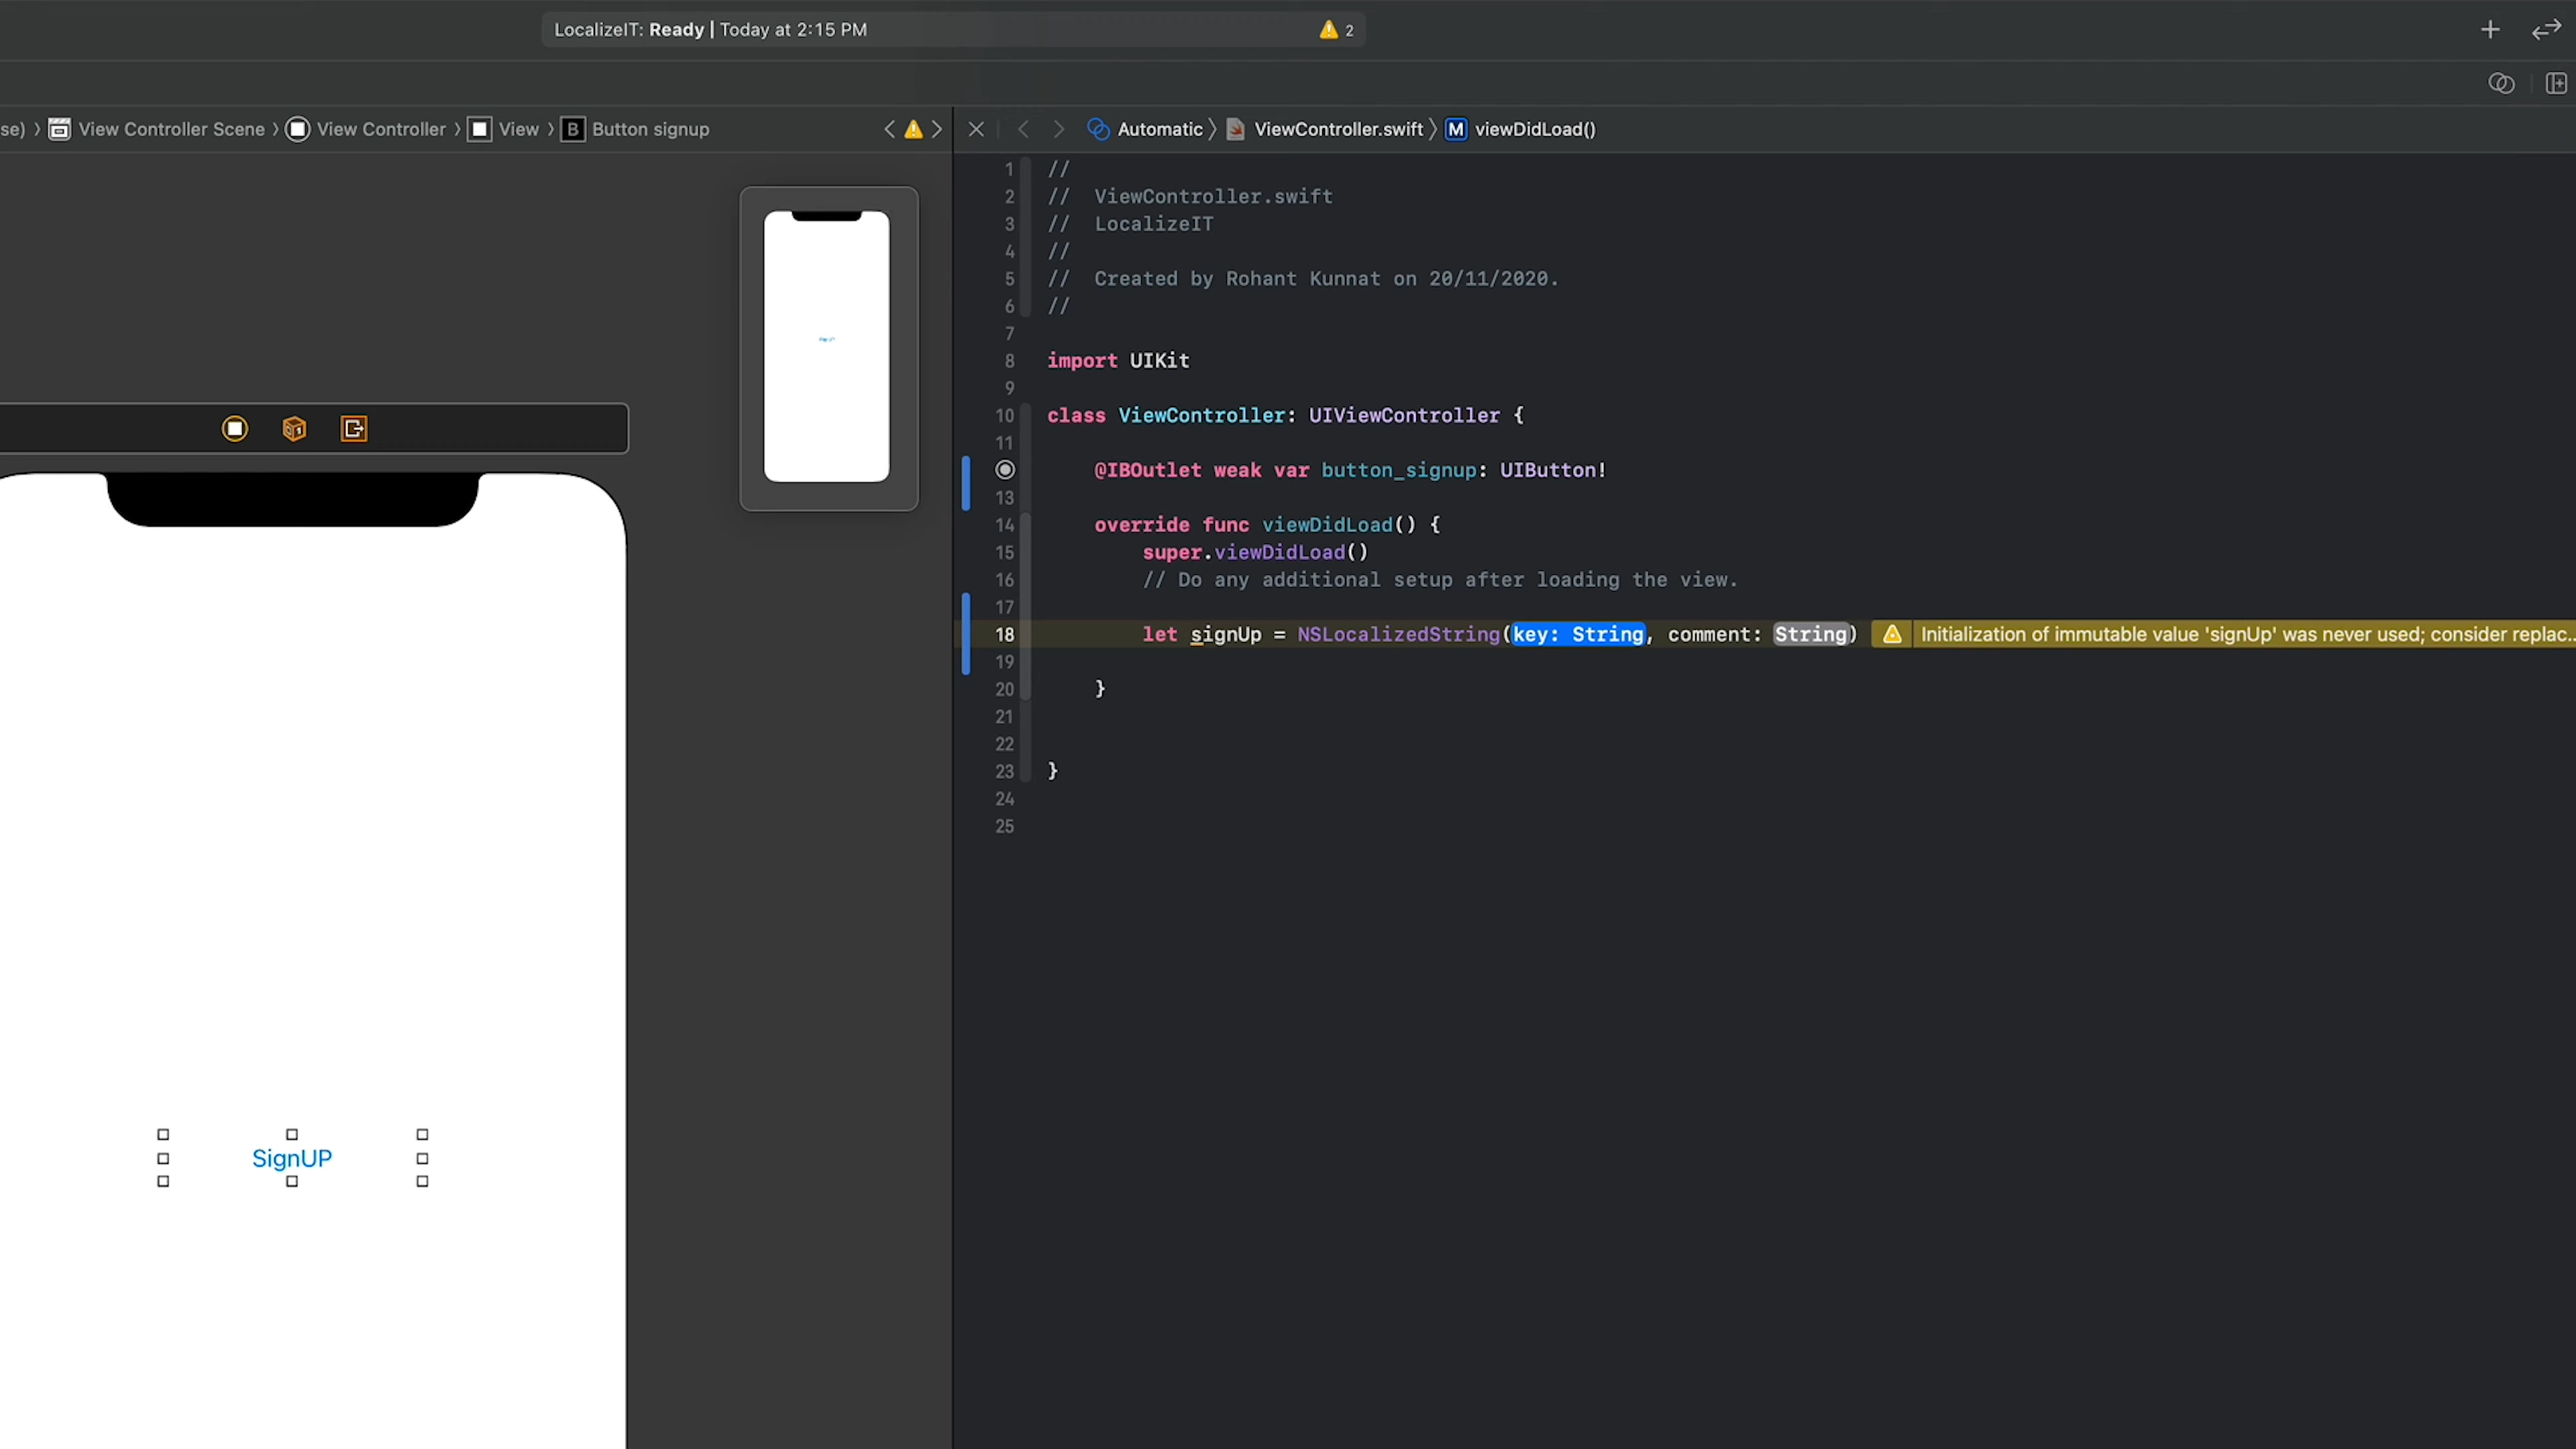 LocalizeIT: Ready | Today at 2:15 PM
2
se) 〉 View Controller Scene 〉 View Controller 〉 View 〉 B Button signup
Automatic 〉 ViewController.swift 〉 M viewDidLoad()
1 //
2 //  ViewController.swift
3 //  LocalizeIT
4 //
5 //  Created by Rohant Kunnat on 20/11/2020.
6 //
7
8 import UIKit
9
10 class ViewController: UIViewController {
11
@IBOutlet weak var button_signup: UIButton!
13
14 override func viewDidLoad() {
15 super.viewDidLoad()
16 // Do any additional setup after loading the view.
17
18 let signUp = NSLocalizedString(key: String, comment: String) Initialization of immutable value 'signUp' was never used; consider replac...
19
20 }
21
22
23 }
24
25
SignUP